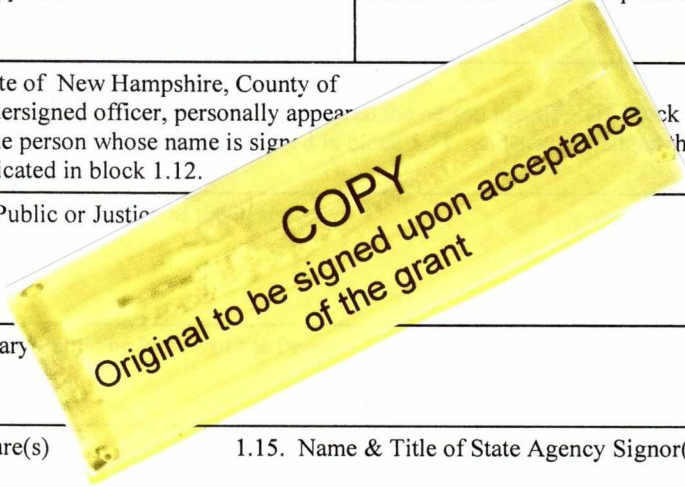 te of New Hampshire, County of
ersigned officer, personally appear ck
e person whose name is sign
icated in block 1.12.
Public or Justic
COPY
Original to be signed upon acceptance
of the grant
ary
re(s) 1.15. Name & Title of State Agency Signor(